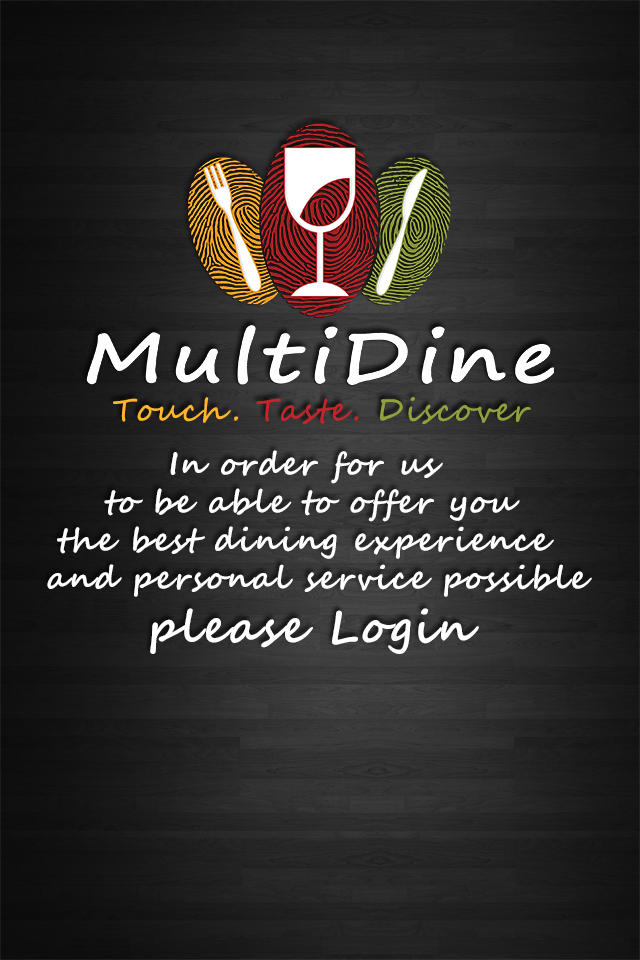 MultiDine
Touch. Taste. Discover
In order for us
to be able to offer you
the best dining experience
and personal service possible
please Login